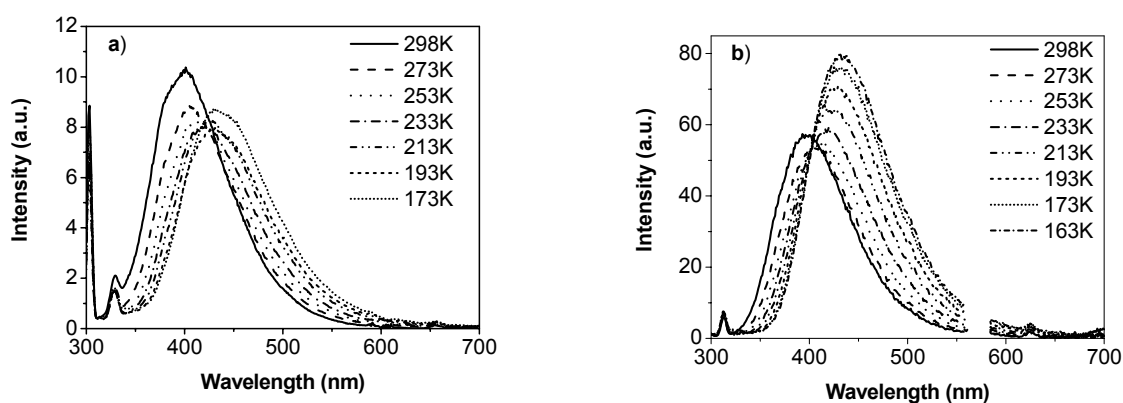 a)
12
10
8
6
4
2
0
Intensity (a.u.)
298K
273K
253K
233K
213K
193K
173K
300 400 500 600 700
Wavelength (nm)
b)
80
60
40
20
0
Intensity (a.u.)
298K
273K
253K
233K
213K
193K
173K
163K
300 400 500 600 700
Wavelength (nm)